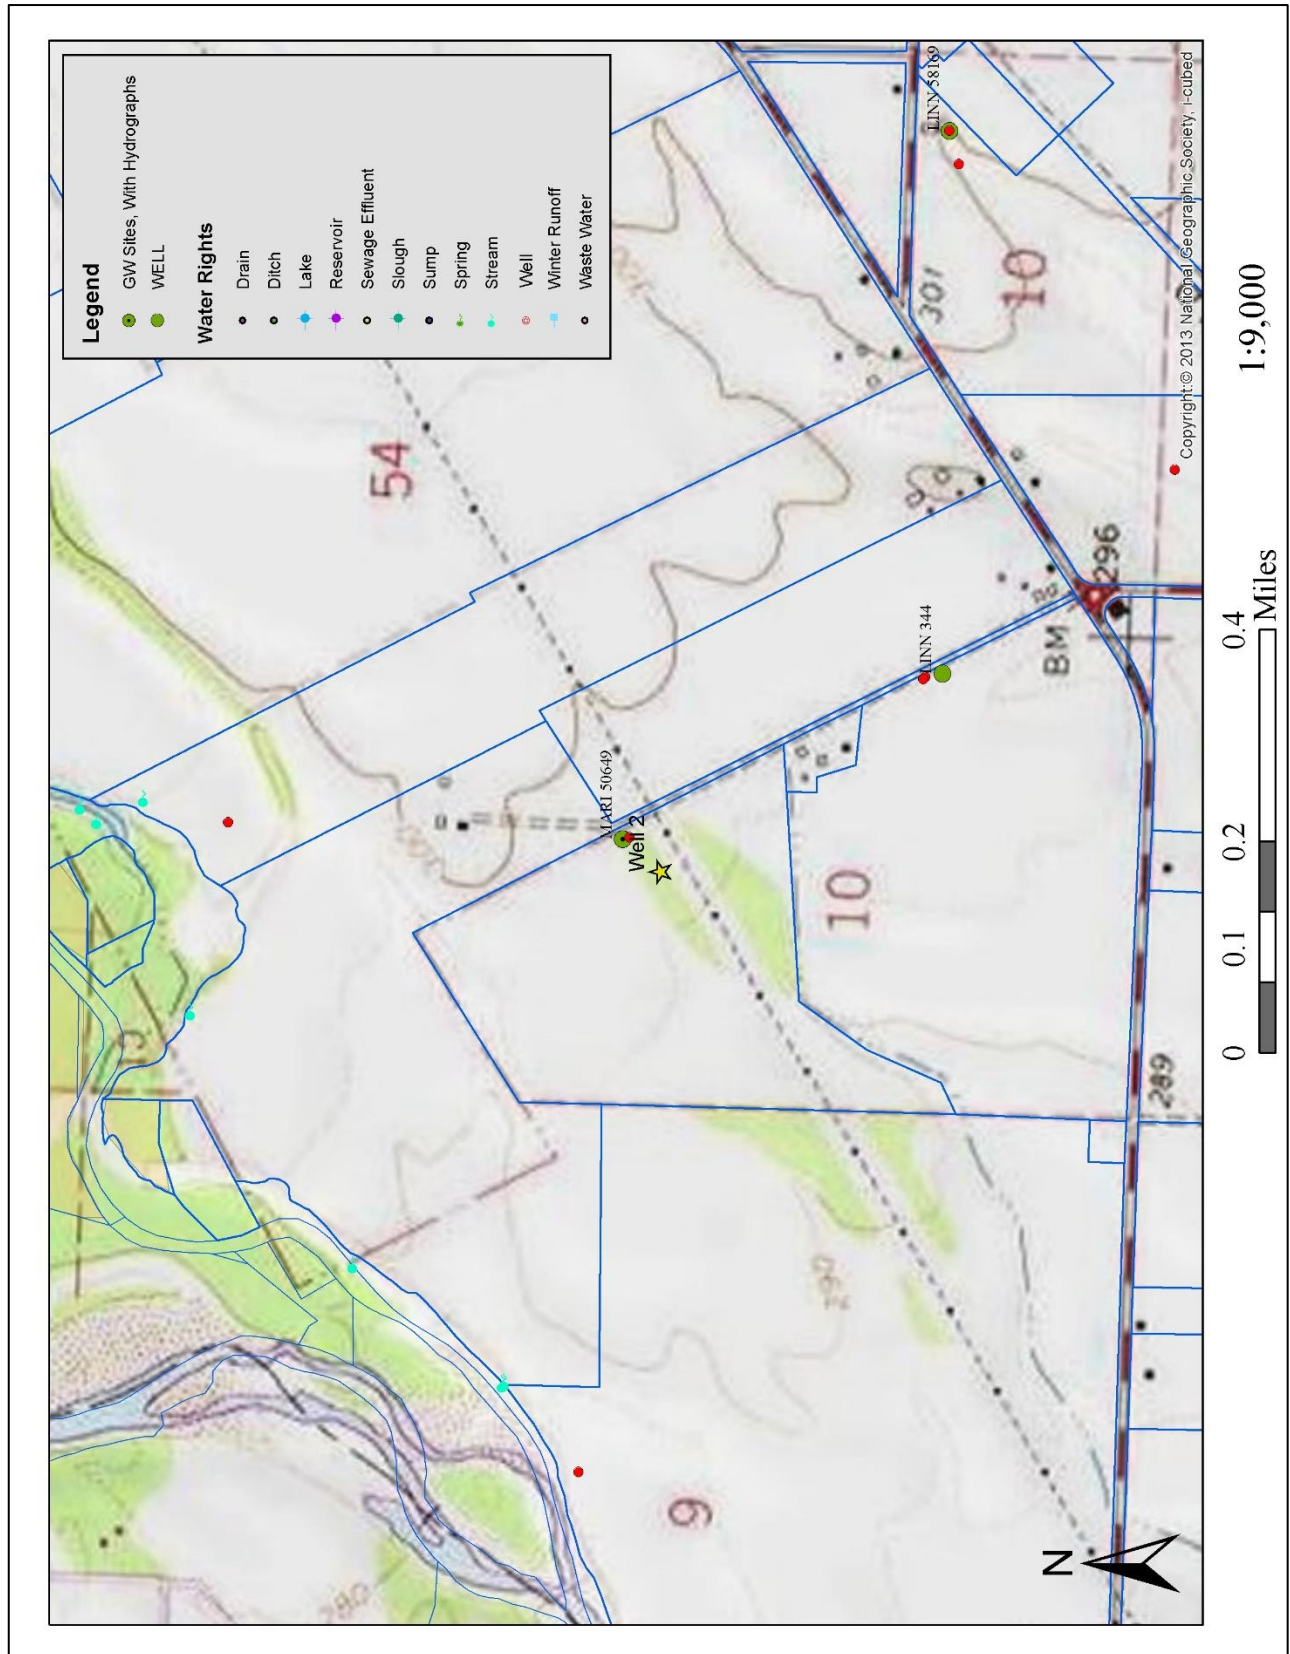 Legend
GW Sites, With Hydrographs
WELL
Water Rights
Drain
Ditch
Lake
Reservoir
Sewage Effluent
Slough
Sump
Spring
Stream
Well
Winter Runoff
Waste Water
54
MARI 50649
Well 2
LINN 344
LINN 58169
301
10
10
BM
296
289
290
280
9
N
Copyright:© 2013 National Geographic Society, i-cubed
0 0.1 0.2 0.4
Miles
1:9,000